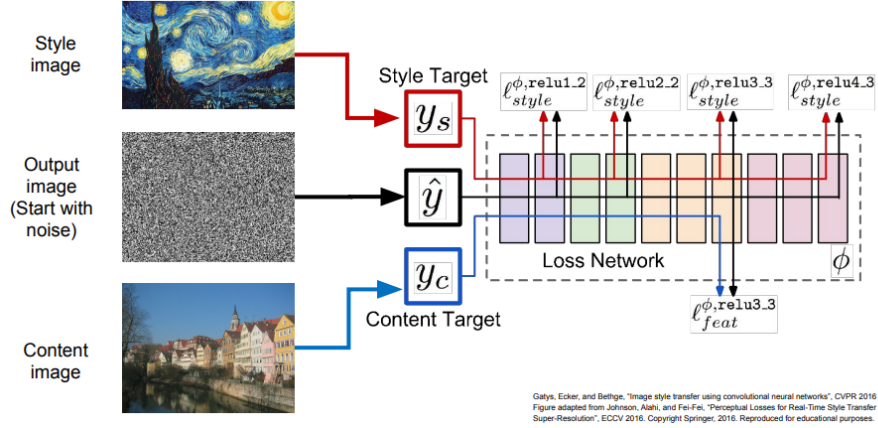 Style
image
Style Target
y_s
ℓ^{ϕ,relu1_2}_{style}
ℓ^{ϕ,relu2_2}_{style}
ℓ^{ϕ,relu3_3}_{style}
ℓ^{ϕ,relu4_3}_{style}
Output
image
(Start with
noise)
ŷ
Loss Network
ϕ
y_c
Content Target
ℓ^{ϕ,relu3_3}_{feat}
Content
image
Gatys, Ecker, and Bethge, "Image style transfer using convolutional neural networks", CVPR 2016
Figure adapted from Johnson, Alahi, and Fei-Fei, "Perceptual Losses for Real-Time Style Transfer
Super-Resolution", ECCV 2016. Copyright Springer, 2016. Reproduced for educational purposes.